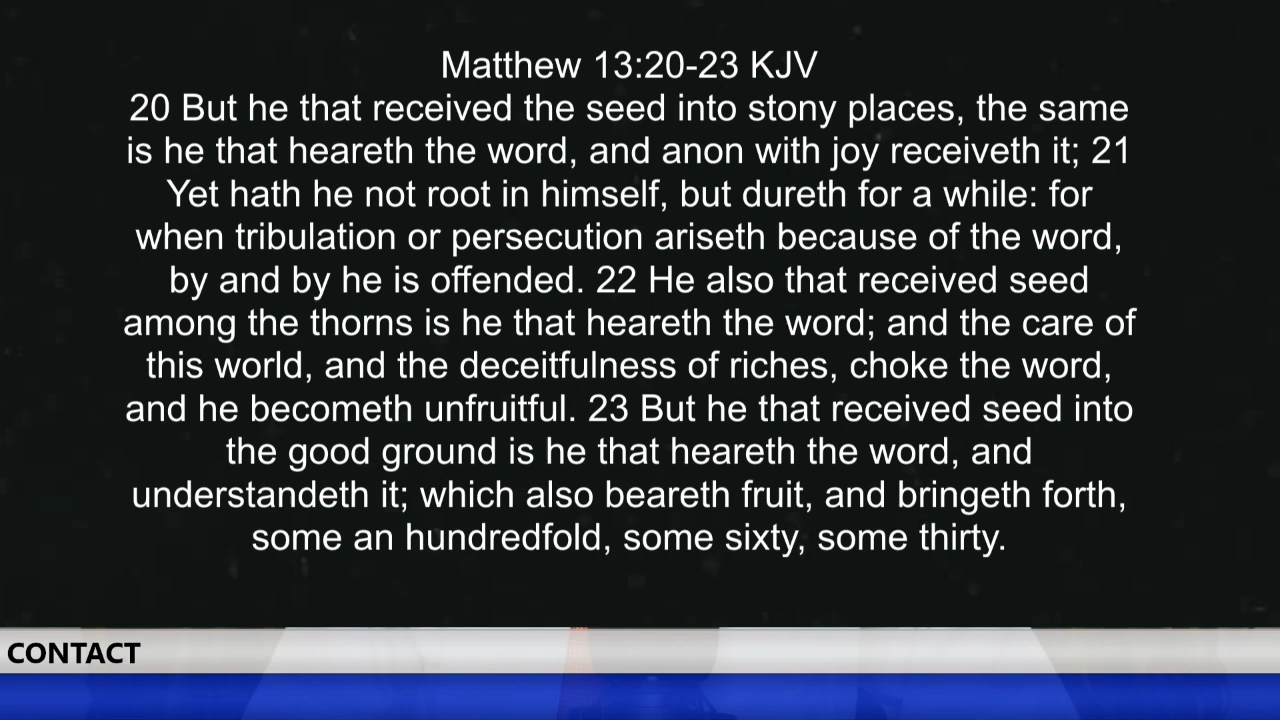 Matthew 13:20-23 KJV
20 But he that received the seed into stony places, the same
is he that heareth the word, and anon with joy receiveth it; 21
Yet hath he not root in himself, but dureth for a while: for
when tribulation or persecution ariseth because of the word,
by and by he is offended. 22 He also that received seed
among the thorns is he that heareth the word; and the care of
this world, and the deceitfulness of riches, choke the word,
and he becometh unfruitful. 23 But he that received seed into
the good ground is he that heareth the word, and
understandeth it; which also beareth fruit, and bringeth forth,
some an hundredfold, some sixty, some thirty.
CONTACT